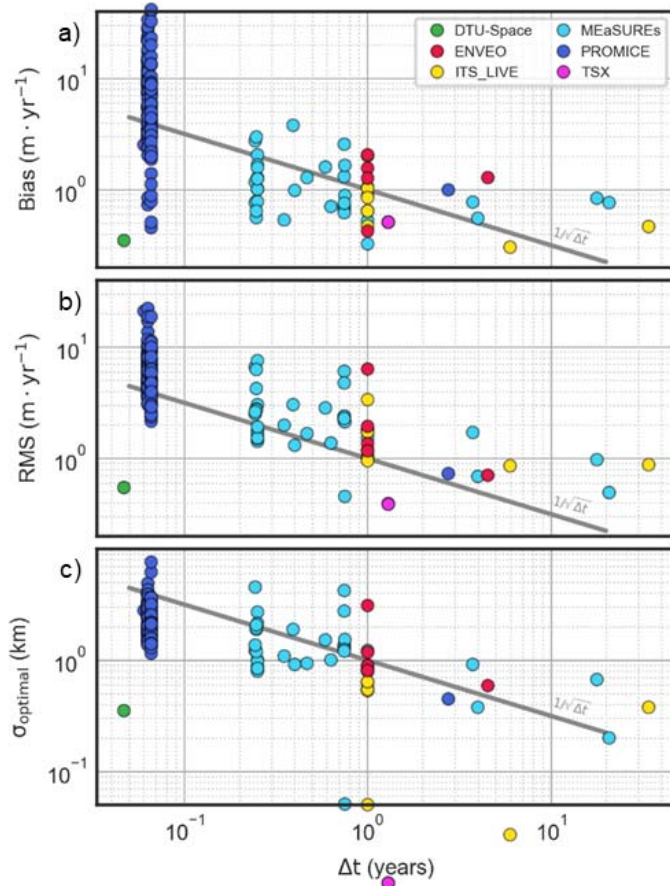 a)
DTU-Space
ENVEO
ITS_LIVE
MEaSUREs
PROMICE
TSX
10¹
10⁰
Bias (m · yr⁻¹)
1/√Δt
b)
10¹
10⁰
RMS (m · yr⁻¹)
1/√Δt
c)
10⁰
10⁻¹
σoptimal (km)
1/√Δt
10⁻¹
10⁰
10¹
Δt (years)